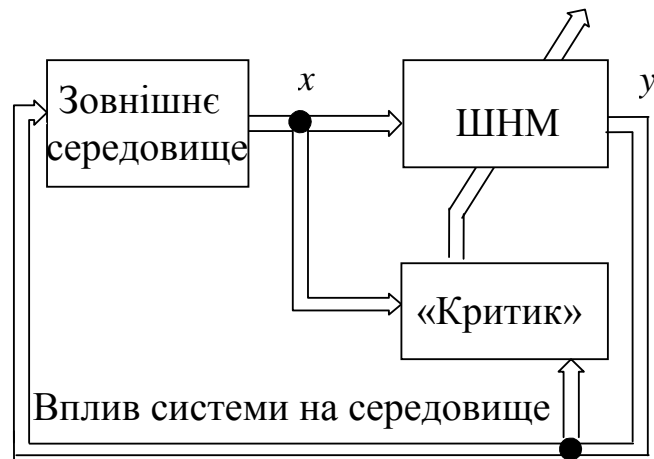 Зовнішнє
середовище
x
ШНМ
y
«Критик»
Вплив системи на середовище